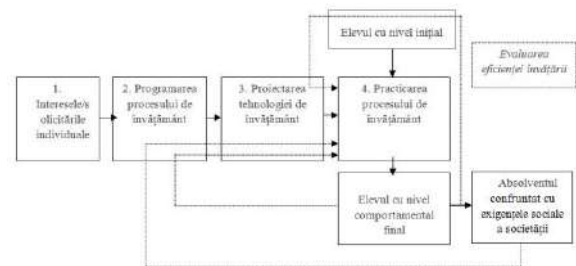 Elevul cu nivel inițial
Evaluarea
eficienței învățării
1.
Interesele/s
olicitările
individuale
2. Programarea
procesului de
învățământ
3. Proiectarea
tehnologiei de
învățământ
4. Practicarea
procesului de
învățământ
Elevul cu nivel
comportamental
final
Absolventul
confruntat cu
exigențele sociale
a societății